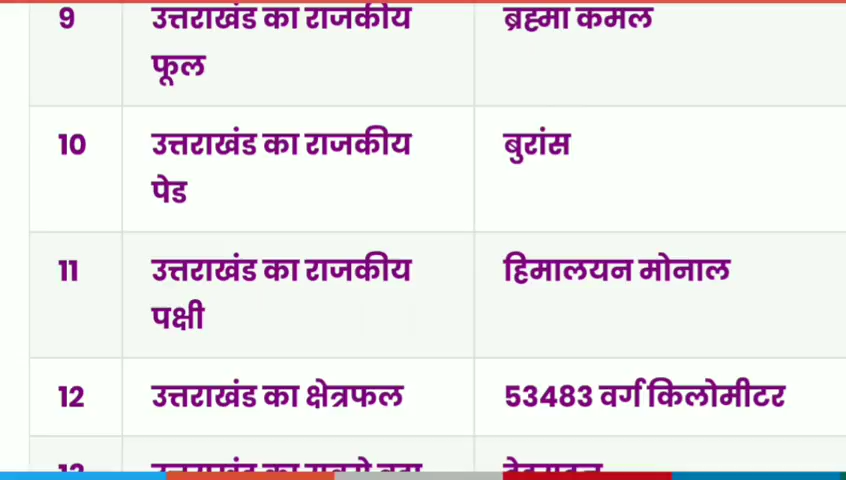 9 उत्तराखंड का राजकीय ब्रह्मा कमल
फूल
10 उत्तराखंड का राजकीय बुरांस
पेड
11 उत्तराखंड का राजकीय हिमालयन मोनाल
पक्षी
12 उत्तराखंड का क्षेत्रफल 53483 वर्ग किलोमीटर